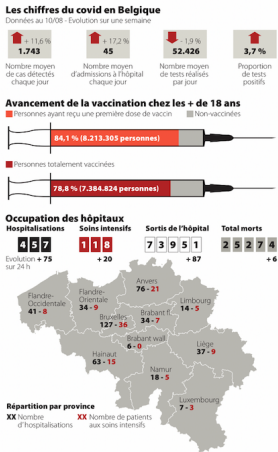 Les chiffres du covid en Belgique
Données au 10/08 - Evolution sur une semaine
+ 11,6 %
1.743
Nombre moyen
de cas détectés
chaque jour
+ 17,2 %
45
Nombre moyen
d'admissions à l'hôpital
chaque jour
- 1,9 %
52.426
Nombre moyen
de tests réalisés
par jour
3,7 %
Proportion
de tests
positifs
Avancement de la vaccination chez les + de 18 ans
Personnes ayant reçu une première dose de vaccin
Non-vaccinées
84,1 % (8.213.305 personnes)
Personnes totalement vaccinées
78,8 % (7.384.824 personnes)
Occupation des hôpitaux
Hospitalisations
457
Evolution
sur 24 h
+ 75
Soins intensifs
118
+ 20
Sortis de l'hôpital
73951
+ 87
Total morts
25274
+ 6
Anvers
76 - 21
Flandre-
Occidentale
41 - 8
Flandre-
Orientale
34 - 9
Limbourg
14 - 5
Bruxelles
127 - 36
Brabant fl.
34 - 7
Brabant wall.
6 - 0
Liège
37 - 9
Hainaut
63 - 15
Namur
18 - 5
Luxembourg
7 - 3
Répartition par province
XX Nombre
d'hospitalisations
XX Nombre de patients
aux soins intensifs